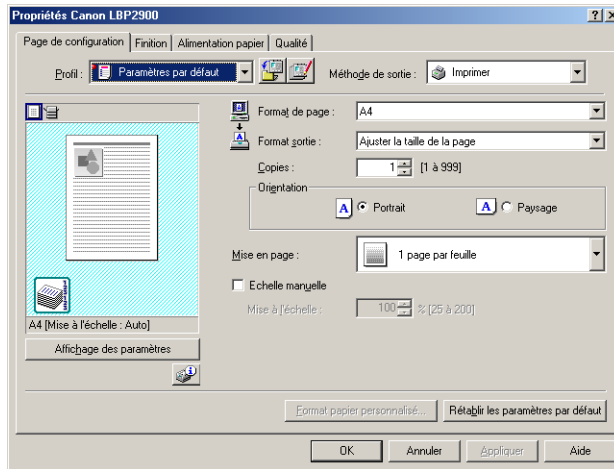 Propriétés Canon LBP2900
Page de configuration Finition Alimentation papier Qualité
Profil : Paramètres par défaut Méthode de sortie : Imprimer
Format de page : A4
Format sortie : Ajuster la taille de la page
Copies : 1 [1 à 999]
Orientation
A Portrait A Paysage
Mise en page : 1 page par feuille
Echelle manuelle
Mise à l'échelle : 100 % [25 à 200]
A4 [Mise à l'échelle : Auto]
Affichage des paramètres
Format papier personnalisé... Rétablir les paramètres par défaut
OK Annuler Appliquer Aide